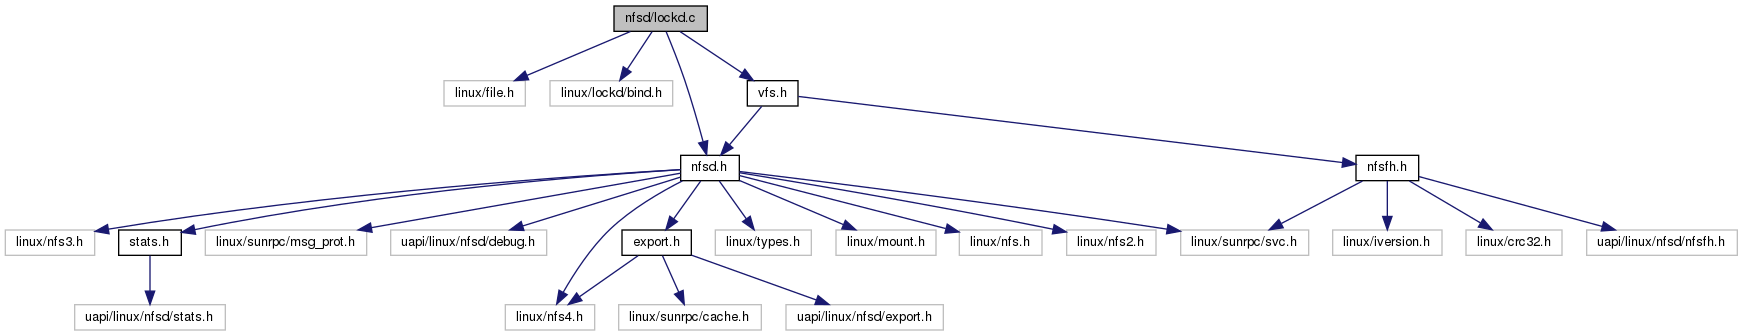 nfsd/lockd.c
linux/file.h
linux/lockd/bind.h
vfs.h
nfsd.h
nfsfh.h
linux/nfs3.h
stats.h
linux/sunrpc/msg_prot.h
uapi/linux/nfsd/debug.h
export.h
linux/types.h
linux/mount.h
linux/nfs.h
linux/nfs2.h
linux/sunrpc/svc.h
linux/iversion.h
linux/crc32.h
uapi/linux/nfsd/nfsfh.h
uapi/linux/nfsd/stats.h
linux/nfs4.h
linux/sunrpc/cache.h
uapi/linux/nfsd/export.h